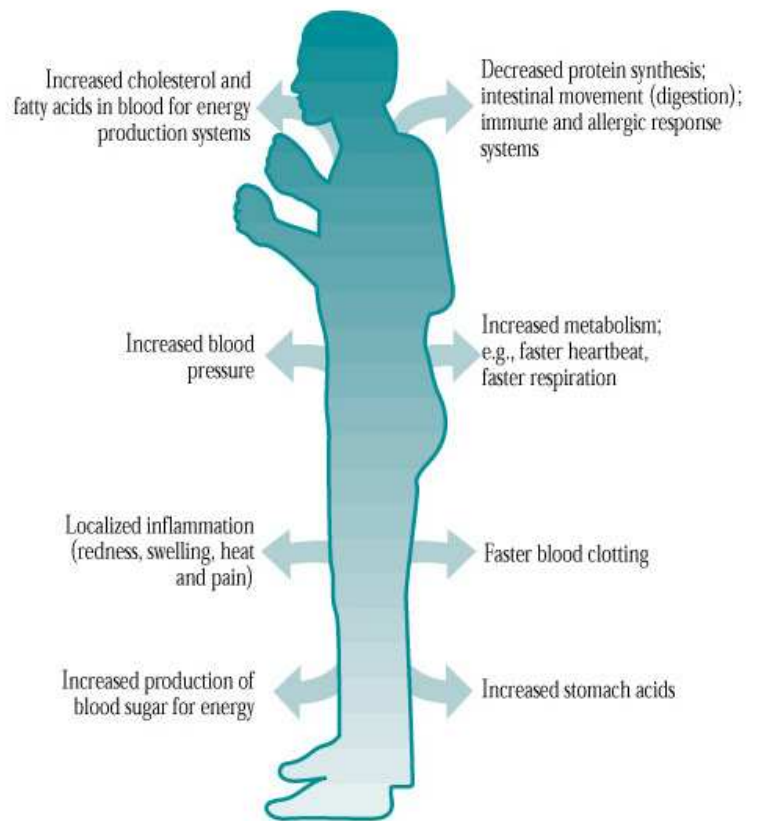 Increased cholesterol and
fatty acids in blood for energy
production systems
Decreased protein synthesis;
intestinal movement (digestion);
immune and allergic response
systems
Increased blood
pressure
Increased metabolism;
e.g., faster heartbeat,
faster respiration
Localized inflammation
(redness, swelling, heat
and pain)
Faster blood clotting
Increased production of
blood sugar for energy
Increased stomach acids